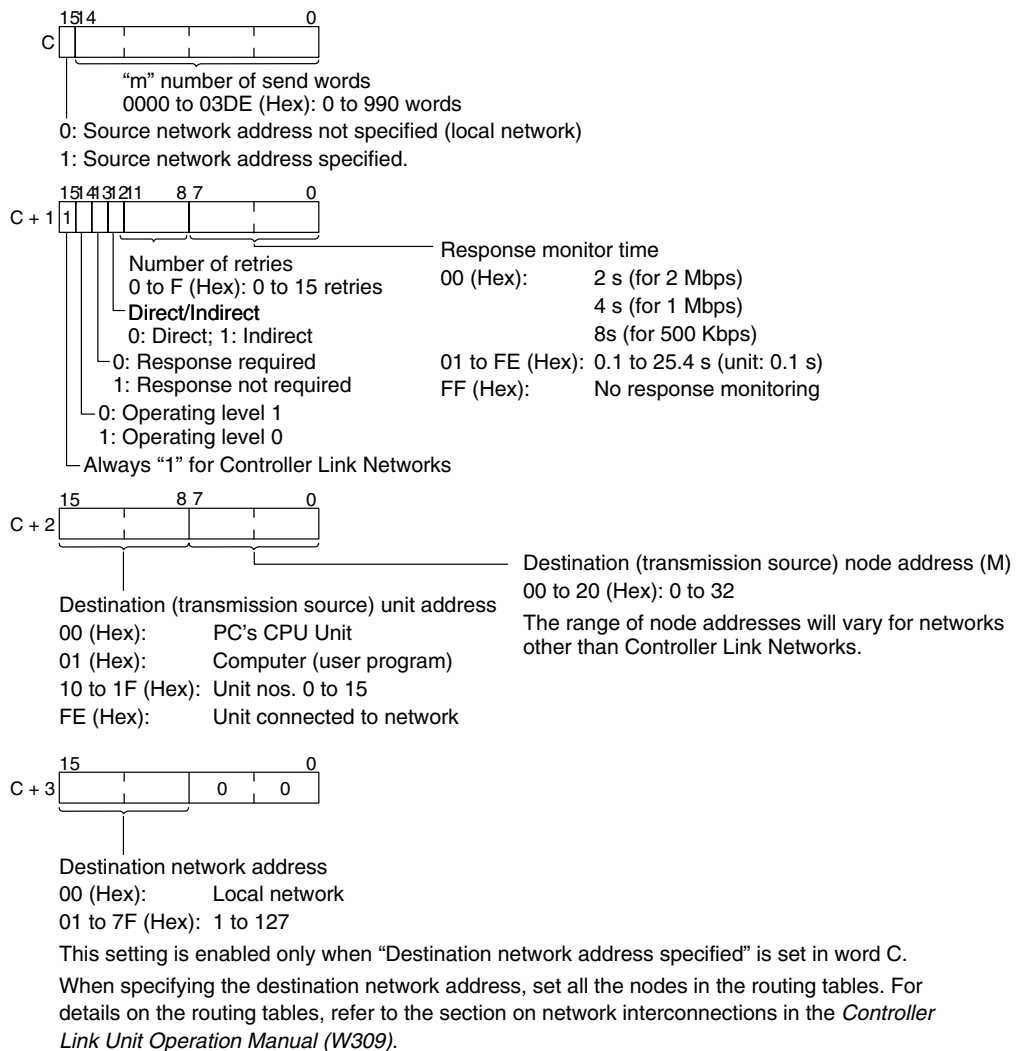 15 14 0
C
“m” number of send words
0000 to 03DE (Hex): 0 to 990 words
0: Source network address not specified (local network)
1: Source network address specified.
15 14 13 12 11 8 7 0
C + 1 1
Response monitor time
00 (Hex): 2 s (for 2 Mbps)
4 s (for 1 Mbps)
8s (for 500 Kbps)
01 to FE (Hex): 0.1 to 25.4 s (unit: 0.1 s)
FF (Hex): No response monitoring
Number of retries
0 to F (Hex): 0 to 15 retries
Direct/Indirect
0: Direct; 1: Indirect
0: Response required
1: Response not required
0: Operating level 1
1: Operating level 0
Always “1” for Controller Link Networks
15 8 7 0
C + 2
Destination (transmission source) node address (M)
00 to 20 (Hex): 0 to 32
The range of node addresses will vary for networks
other than Controller Link Networks.
Destination (transmission source) unit address
00 (Hex): PC’s CPU Unit
01 (Hex): Computer (user program)
10 to 1F (Hex): Unit nos. 0 to 15
FE (Hex): Unit connected to network
15 0
C + 3 0 0
Destination network address
00 (Hex): Local network
01 to 7F (Hex): 1 to 127
This setting is enabled only when “Destination network address specified” is set in word C.
When specifying the destination network address, set all the nodes in the routing tables. For
details on the routing tables, refer to the section on network interconnections in the Controller
Link Unit Operation Manual (W309).